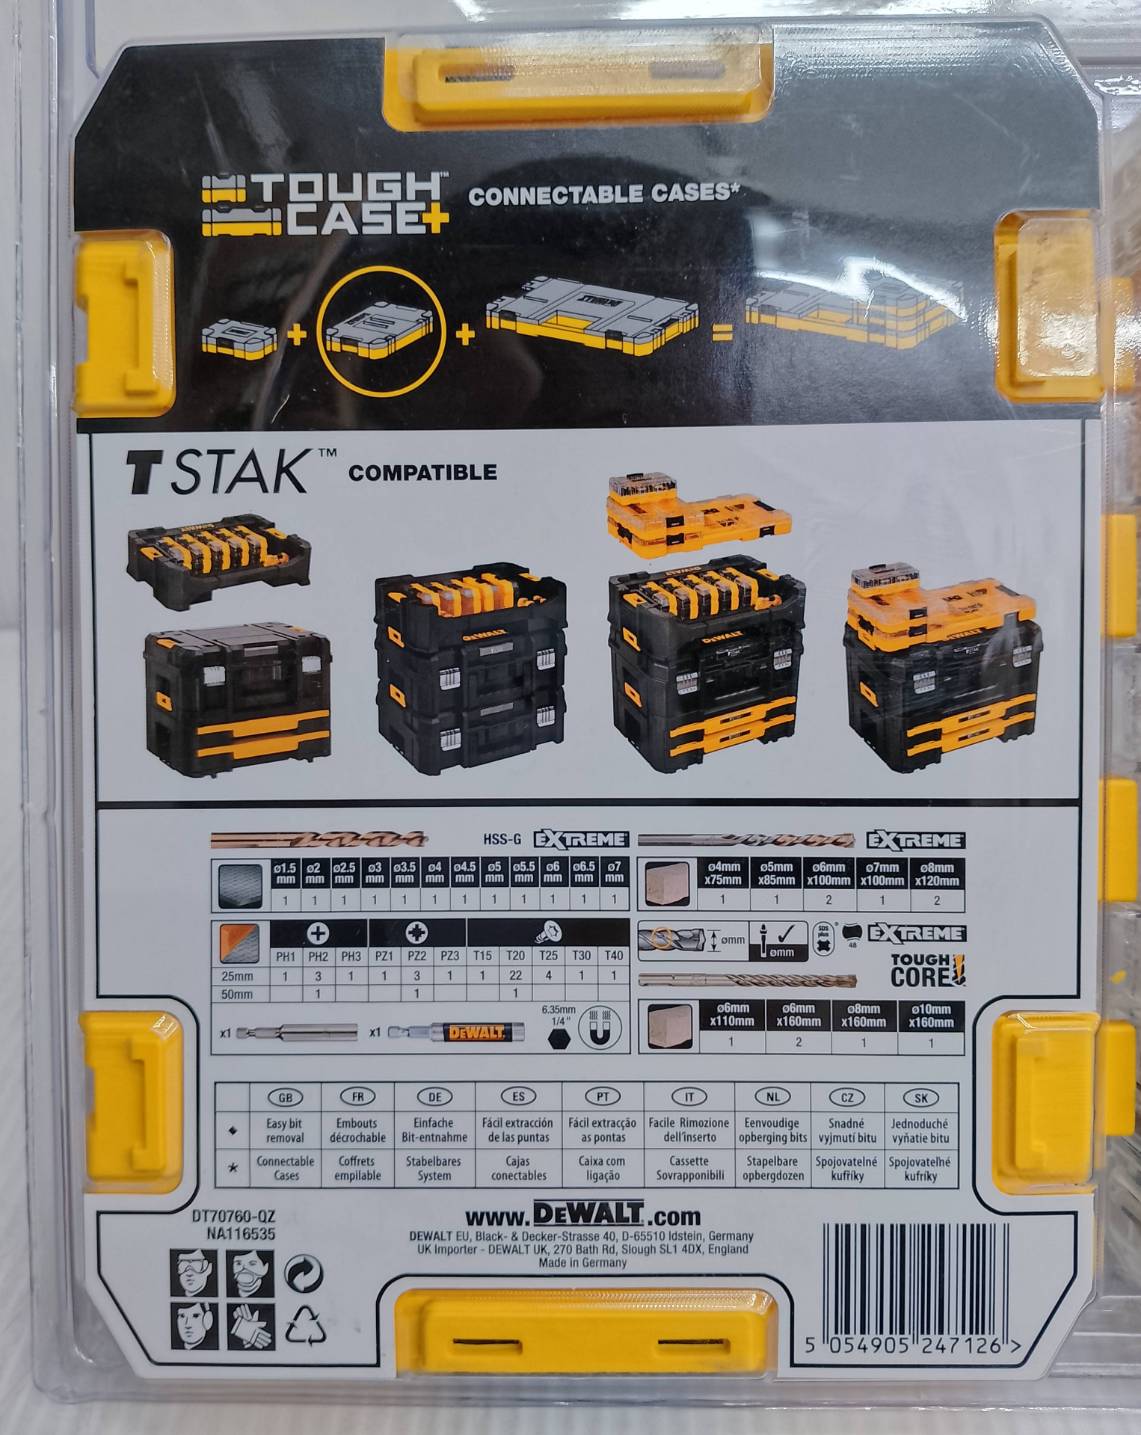 TOUGH™
CASE+
CONNECTABLE CASES*
+ + =
TSTAK™ COMPATIBLE
DEWALT
HSS-G EXTREME
ø1.5 mm ø2 mm ø2.5 mm ø3 mm ø3.5 mm ø4 mm ø4.5 mm ø5 mm ø5.5 mm ø6 mm ø6.5 mm ø7 mm
1 1 1 1 1 1 1 1 1 1 1 1
PH1 PH2 PH3 PZ1 PZ2 PZ3 T15 T20 T25 T30 T40
25mm 1 3 1 1 3 1 1 22 4 1 1
50mm 1 1 1
x1 x1 DEWALT 6.35mm
1/4"
EXTREME
ø4mm x75mm ø5mm x85mm ø6mm x100mm ø7mm x100mm ø8mm x120mm
1 1 2 1 2
ømm ømm SDS plus 48 EXTREME
TOUGH
CORE
ø6mm x110mm ø6mm x160mm ø8mm x160mm ø10mm x160mm
1 2 1 1
GB FR DE ES PT IT NL CZ SK
◆ Easy bit removal Embouts décrochable Einfache Bit-entnahme Fácil extracción de las puntas Fácil extracção as pontas Facile Rimozione dell'inserto Eenvoudige opberging bits Snadné vyjmutí bitu Jednoduché vyňatie bitu
* Connectable Cases Coffrets empilable Stabelbares System Cajas conectables Caixa com ligação Cassette Sovrapponibili Stapelbare opbergdozen Spojovatelné kufříky Spojovateľné kufríky
DT70760-QZ
NA116535
www.DEWALT.com
DEWALT EU, Black- & Decker-Strasse 40, D-65510 Idstein, Germany
UK Importer - DEWALT UK, 270 Bath Rd, Slough SL1 4DX, England
Made in Germany
5 054905 247126 >